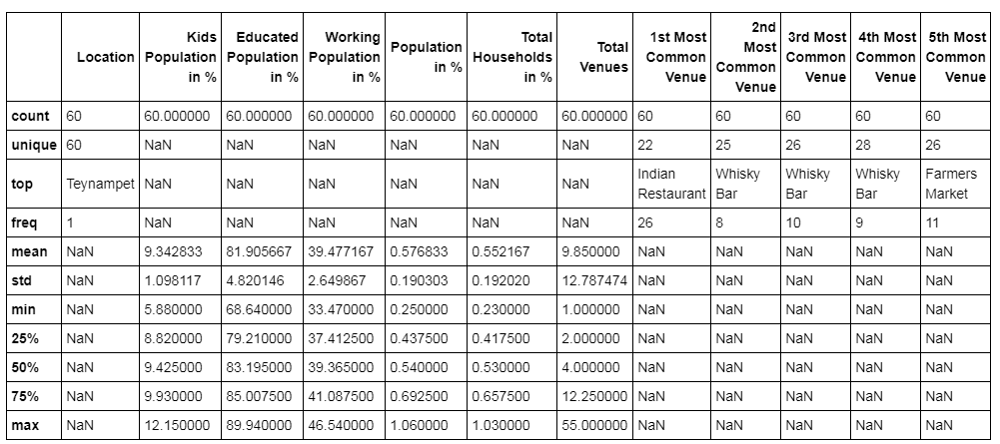 Location Kids Population in % Educated Population in % Working Population in % Population in % Total Households in % Total Venues 1st Most Common Venue 2nd Most Common Venue 3rd Most Common Venue 4th Most Common Venue 5th Most Common Venue
count 60 60.000000 60.000000 60.000000 60.000000 60.000000 60.000000 60 60 60 60 60
unique 60 NaN NaN NaN NaN NaN NaN 22 25 26 28 26
top Teynampet NaN NaN NaN NaN NaN NaN Indian Restaurant Whisky Bar Whisky Bar Whisky Bar Farmers Market
freq 1 NaN NaN NaN NaN NaN NaN 26 8 10 9 11
mean NaN 9.342833 81.905667 39.477167 0.576833 0.552167 9.850000 NaN NaN NaN NaN NaN
std NaN 1.098117 4.820146 2.649867 0.190303 0.192020 12.787474 NaN NaN NaN NaN NaN
min NaN 5.880000 68.640000 33.470000 0.250000 0.230000 1.000000 NaN NaN NaN NaN NaN
25% NaN 8.820000 79.210000 37.412500 0.437500 0.417500 2.000000 NaN NaN NaN NaN NaN
50% NaN 9.425000 83.195000 39.365000 0.540000 0.530000 4.000000 NaN NaN NaN NaN NaN
75% NaN 9.930000 85.007500 41.087500 0.692500 0.657500 12.250000 NaN NaN NaN NaN NaN
max NaN 12.150000 89.940000 46.540000 1.060000 1.030000 55.000000 NaN NaN NaN NaN NaN